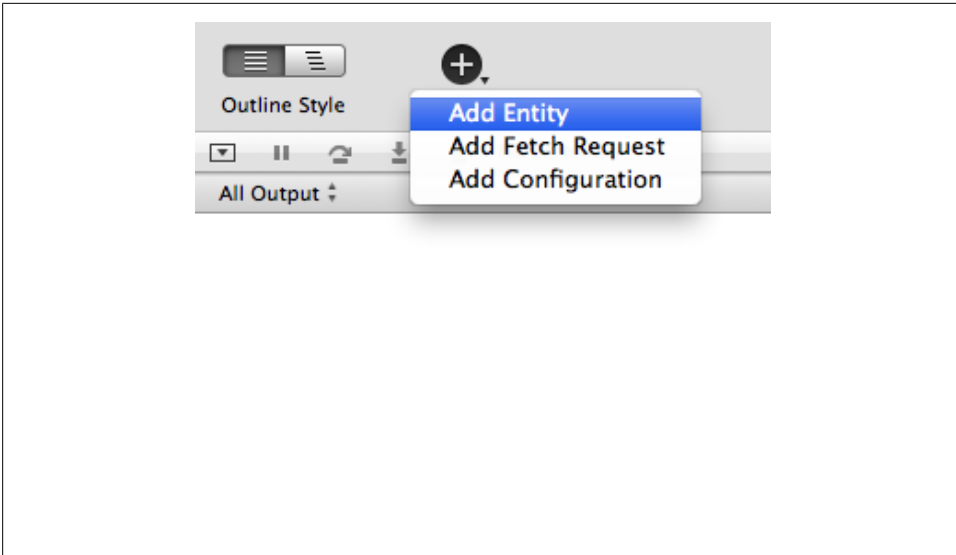 Outline Style
Add Entity
Add Fetch Request
Add Configuration
All Output